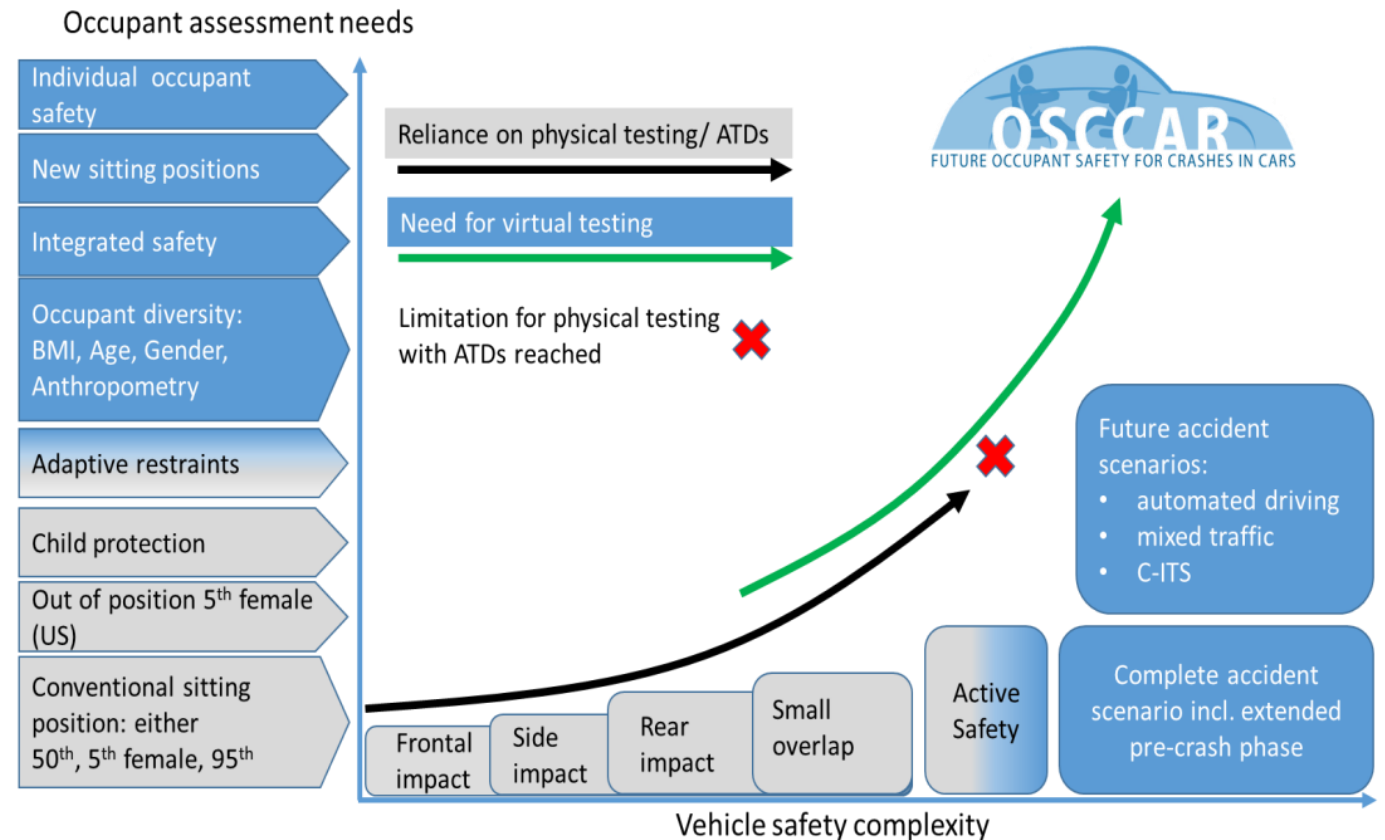 Occupant assessment needs
Individual occupant
safety
New sitting positions
Integrated safety
Occupant diversity:
BMI, Age, Gender,
Anthropometry
Adaptive restraints
Child protection
Out of position 5th female
(US)
Conventional sitting
position: either
50th, 5th female, 95th
Reliance on physical testing/ ATDs
Need for virtual testing
Limitation for physical testing
with ATDs reached
OSCCAR
FUTURE OCCUPANT SAFETY FOR CRASHES IN CARS
Future accident
scenarios:
• automated driving
• mixed traffic
• C-ITS
Frontal
impact
Side
impact
Rear
impact
Small
overlap
Active
Safety
Complete accident
scenario incl. extended
pre-crash phase
Vehicle safety complexity